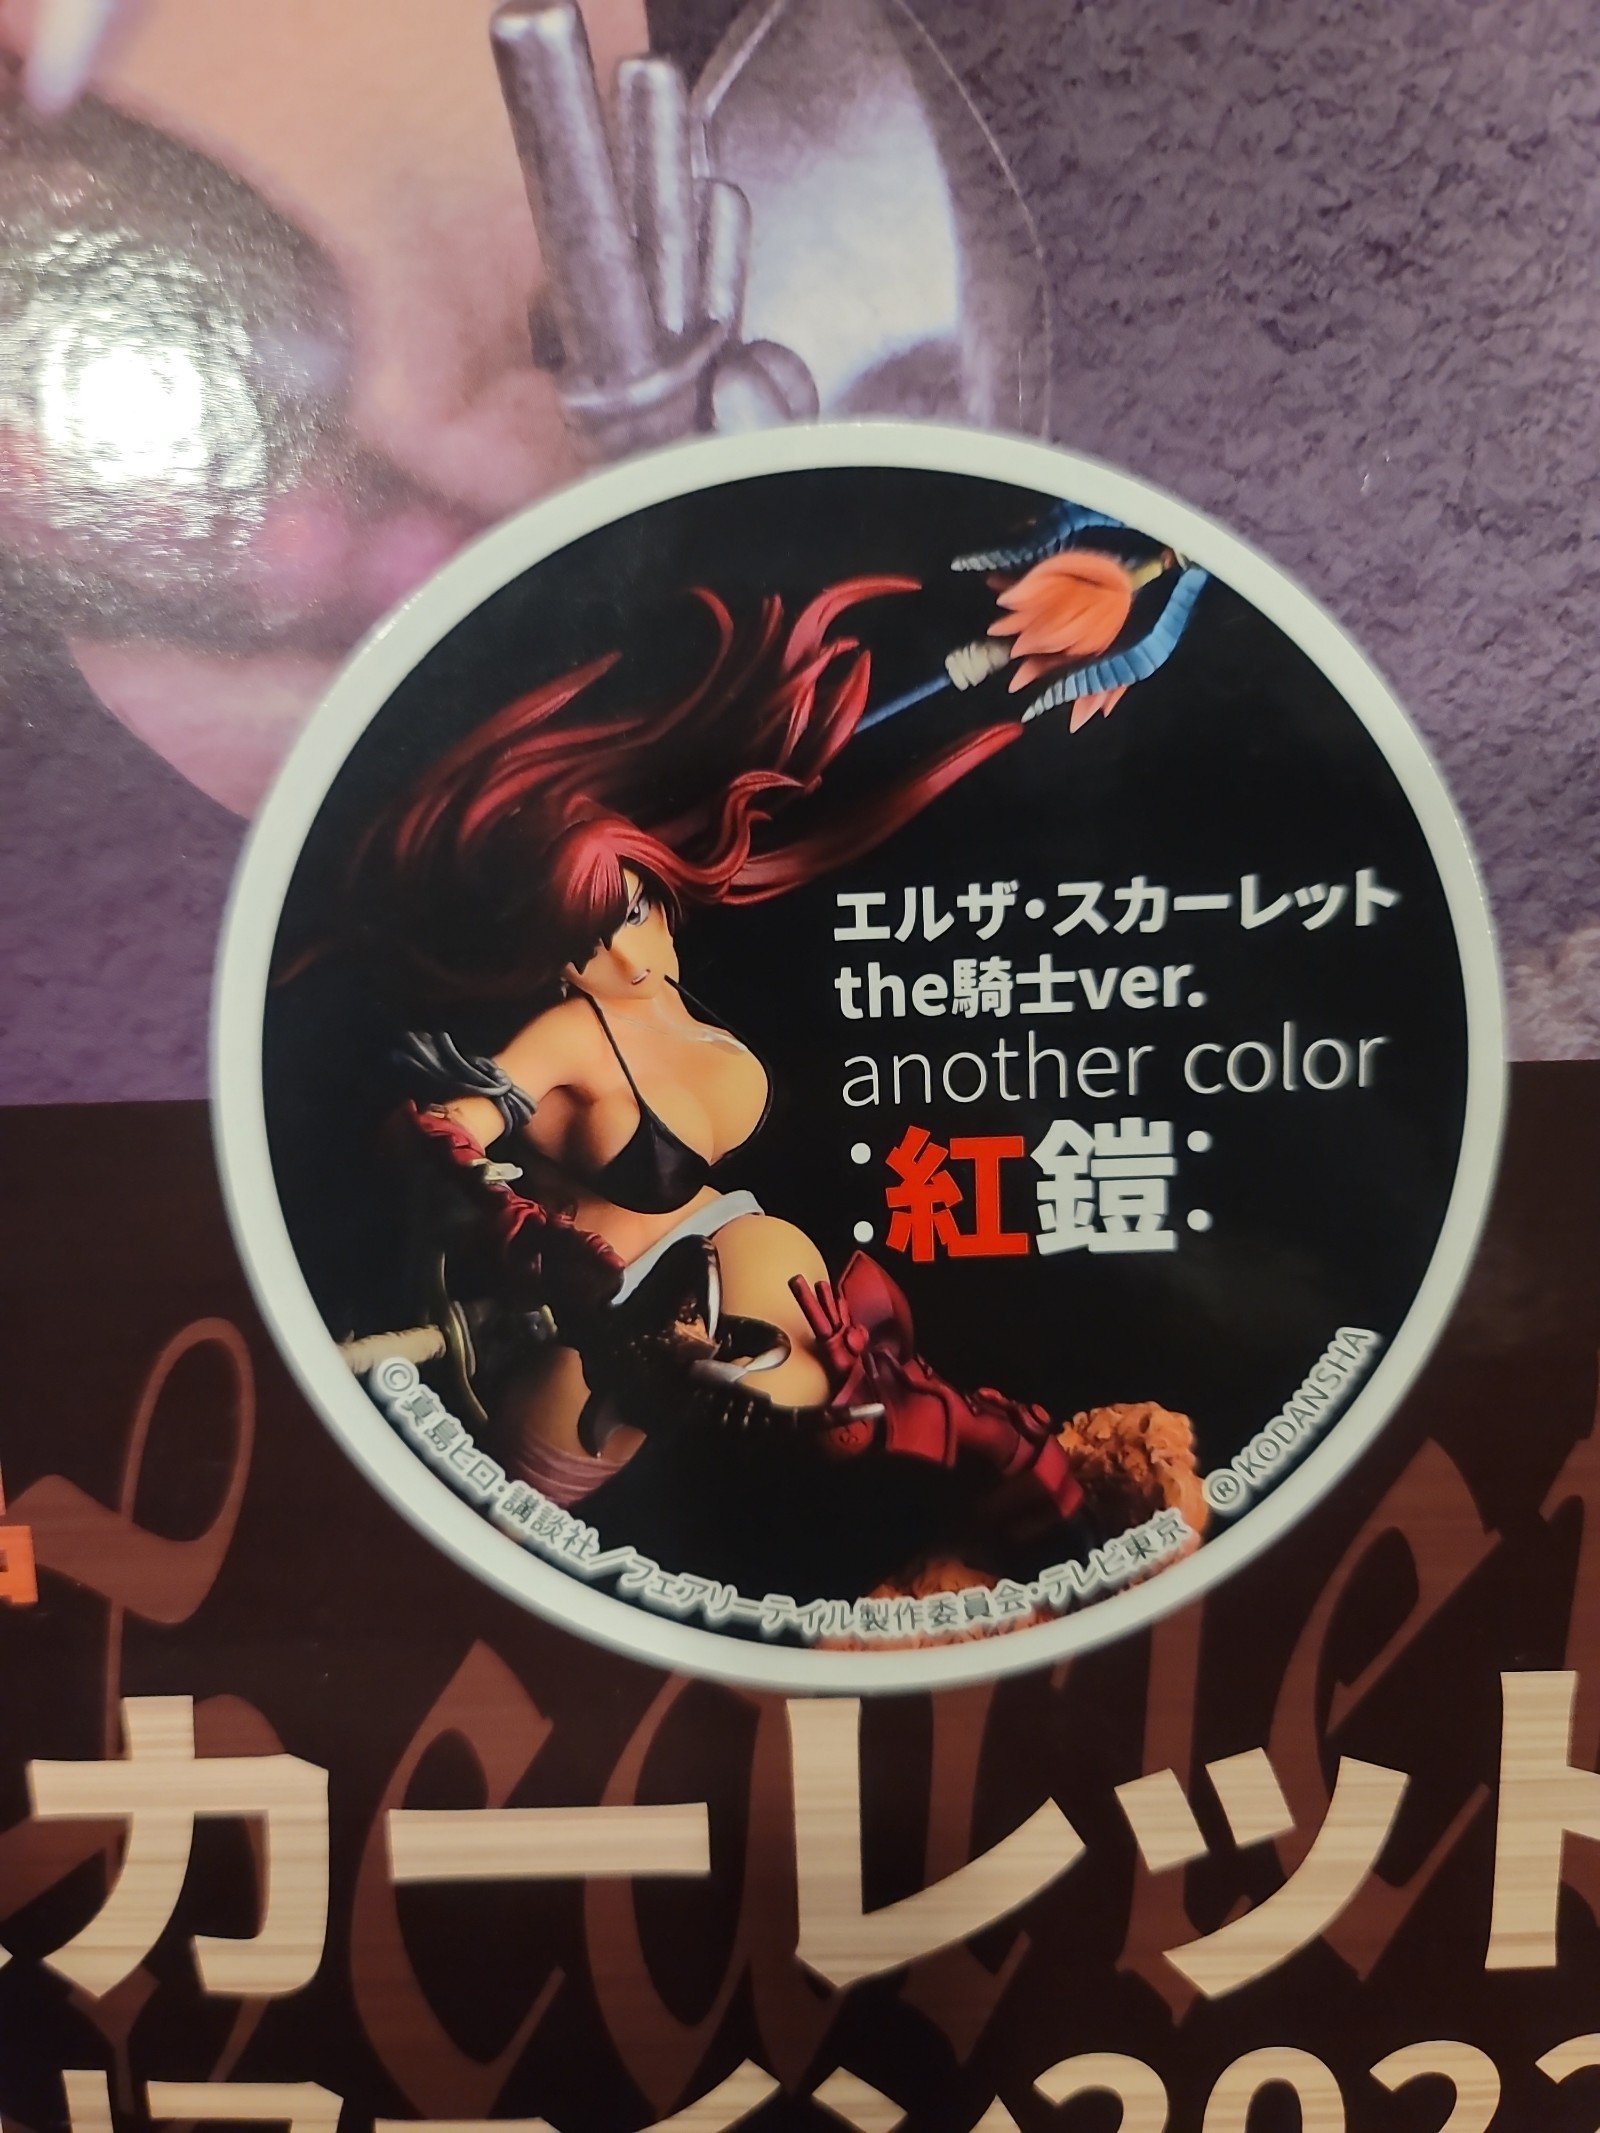 エルザ・スカーレット
the騎士ver.
another color
:紅鎧:
©真島ヒロ・講談社／フェアリーテイル製作委員会・テレビ東京
®KODANSHA
カーレット